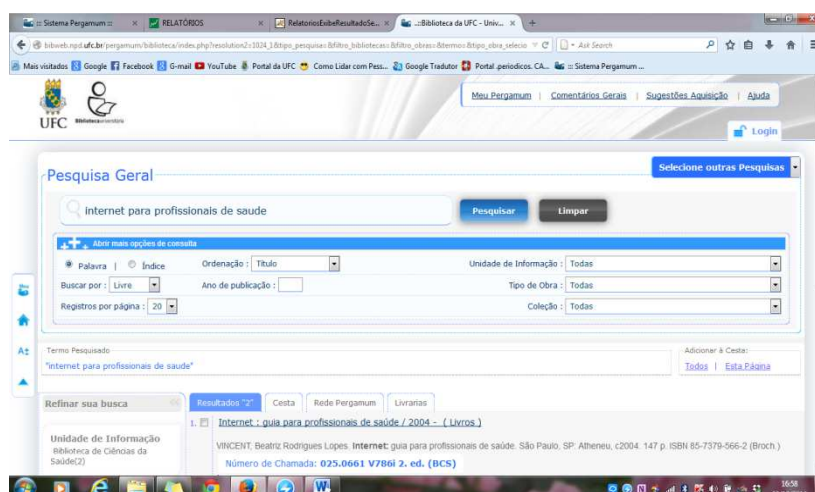 ::: Sistema Pergamum :::
RELATÓRIOS
RelatoriosExibeResultadoSe...
..::Biblioteca da UFC - Univ...
bibweb.npd.ufc.br/pergamum/biblioteca/index.php?resolution2=1024_1&tipo_pesquisa=&filtro_bibliotecas=&filtro_obras=&termo=&tipo_obra_selecio
Ask Search
Mais visitados
Google
Facebook
G-mail
YouTube
Portal da UFC
Como Lidar com Pess...
Google Tradutor
Portal .periodicos. CA...
::: Sistema Pergamum ...
UFC
Biblioteca universitária
Meu Pergamum | Comentários Gerais | Sugestões Aquisição | Ajuda
Login
Pesquisa Geral
Selecione outras Pesquisas
internet para profissionais de saude
Pesquisar
Limpar
Abrir mais opções de consulta
Palavra | Índice
Ordenação : Título
Unidade de Informação : Todas
Buscar por : Livre
Ano de publicação :
Tipo de Obra : Todas
Registros por página : 20
Coleção : Todas
Termo Pesquisado
"internet para profissionais de saude"
Adicionar à Cesta:
Todos | Esta Página
Refinar sua busca
Resultados "2"
Cesta
Rede Pergamum
Livrarias
1. Internet : guia para profissionais de saúde / 2004 - ( Livros )
Unidade de Informação
Biblioteca de Ciências da
Saúde(2)
VINCENT, Beatriz Rodrigues Lopes. Internet: guia para profissionais de saúde. São Paulo, SP: Atheneu, c2004. 147 p. ISBN 85-7379-566-2 (Broch.)
Número de Chamada: 025.0661 V786i 2. ed. (BCS)
16:58